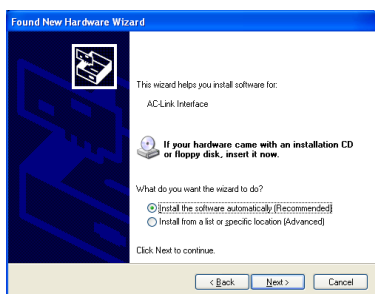 Found New Hardware Wizard
This wizard helps you install software for:
AC-Link Interface
If your hardware came with an installation CD
or floppy disk, insert it now.
What do you want the wizard to do?
Install the software automatically (Recommended)
Install from a list or specific location (Advanced)
Click Next to continue.
< Back Next > Cancel